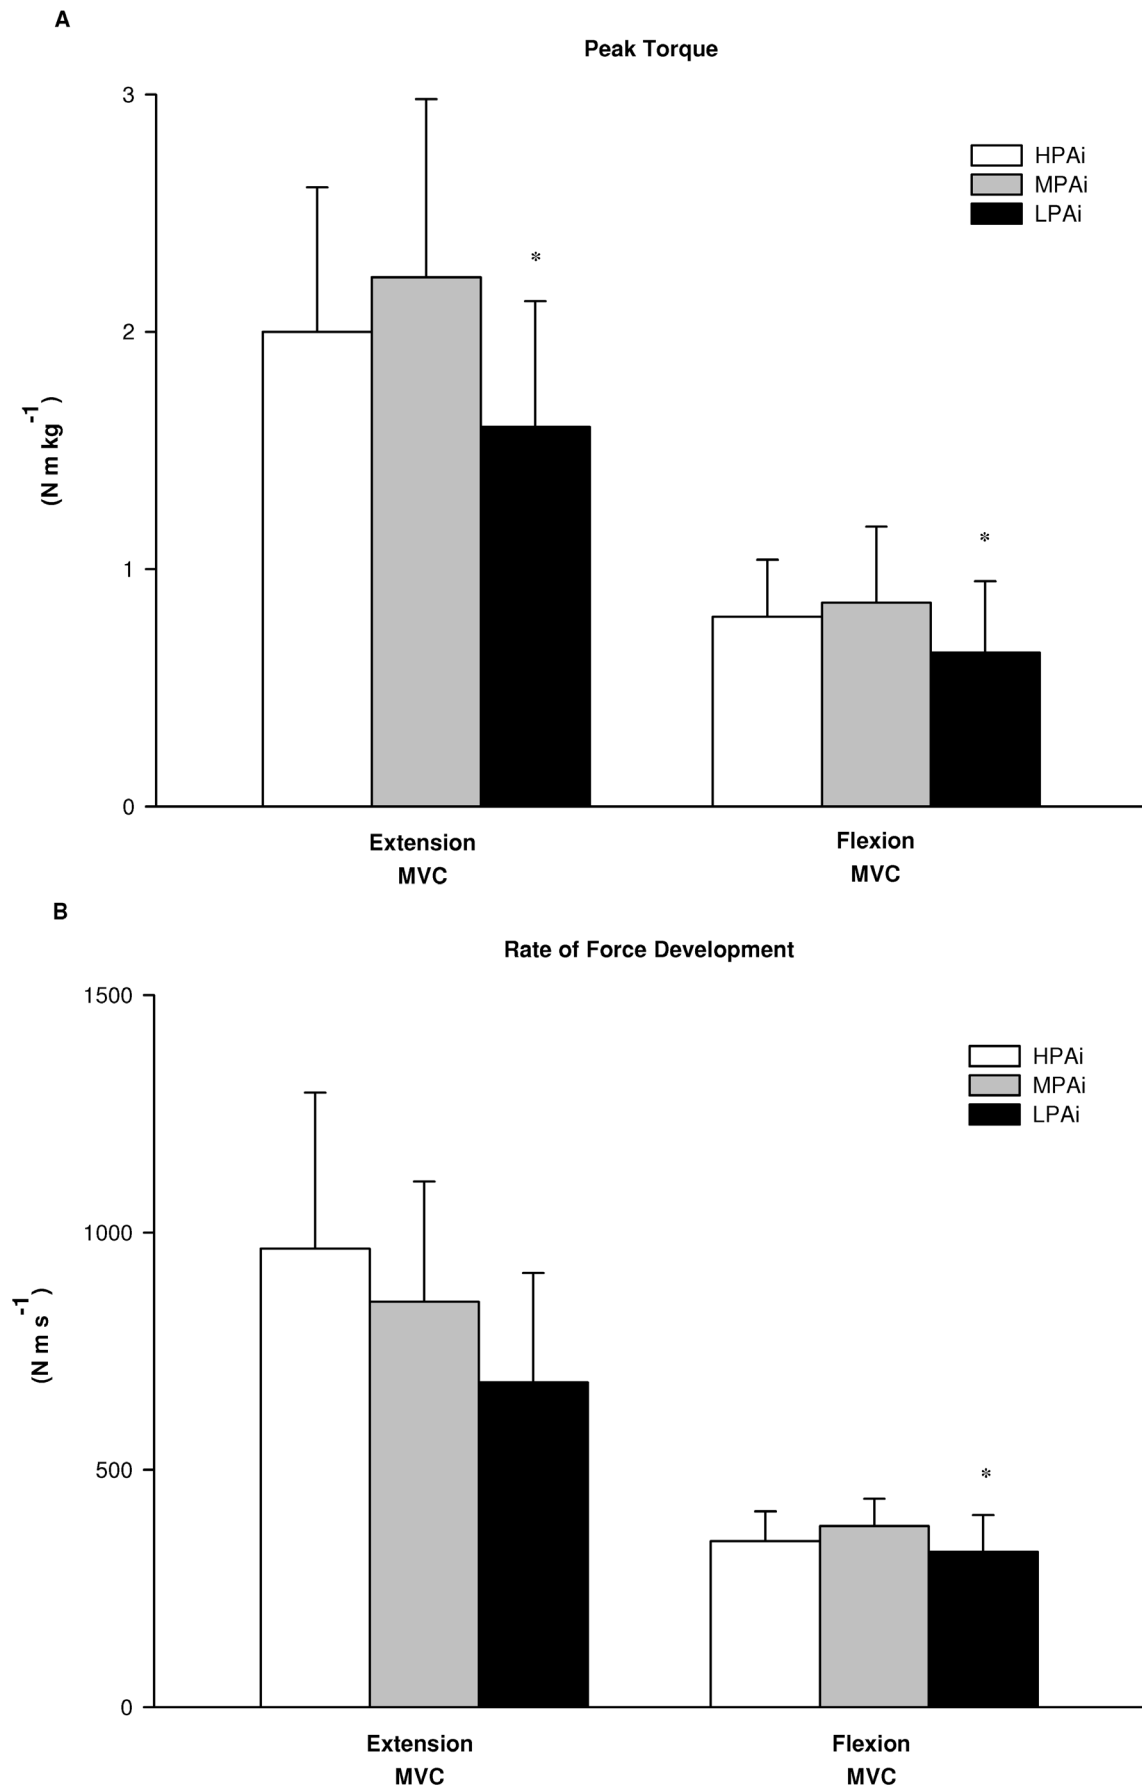 A
Peak Torque
3
2
1
0
(N m kg-1)
HPAi
MPAi
LPAi
*
*
Extension
MVC
Flexion
MVC
B
Rate of Force Development
1500
1000
500
0
(N m s-1)
HPAi
MPAi
LPAi
*
Extension
MVC
Flexion
MVC